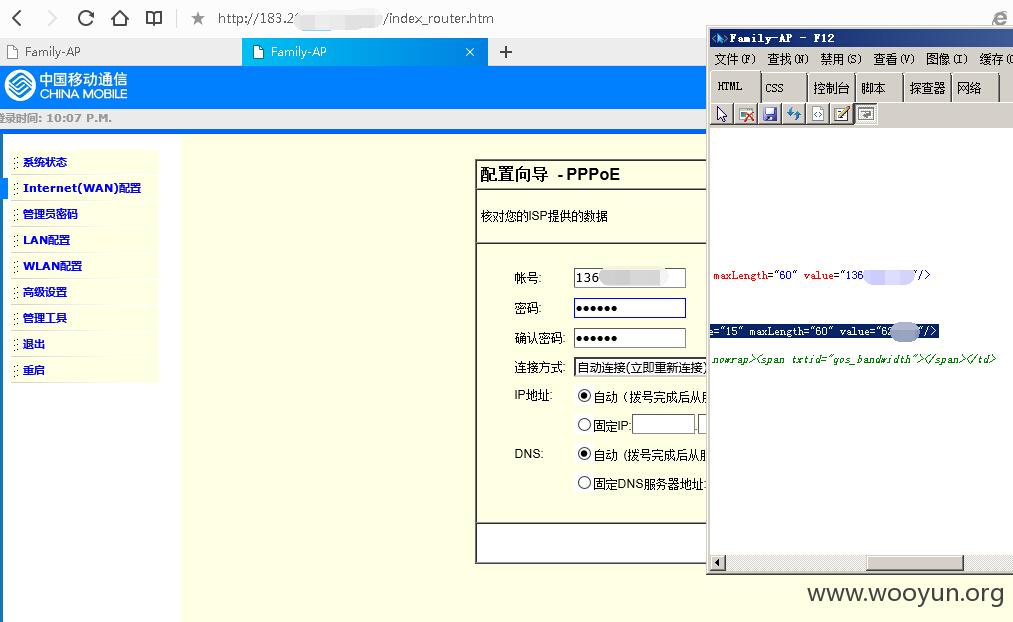 http://183.2 /index_router.htm
Family-AP
Family-AP
中国移动通信
CHINA MOBILE
登录时间: 10:07 P.M.
系统状态
Internet(WAN)配置
管理员密码
LAN配置
WLAN配置
高级设置
管理工具
退出
重启
配置向导 - PPPoE
核对您的ISP提供的数据
帐号: 136
密码: ●●●●●●
确认密码: ●●●●●●
连接方式: 自动连接(立即重新连接)
IP地址: 自动（拨号完成后从
固定IP: .
DNS: 自动（拨号完成后从
固定DNS服务器地址:
Family-AP - F12
文件(F) 查找(N) 禁用(S) 查看(V) 图像(I) 缓存(
HTML CSS 控制台 脚本 探查器 网络
maxLength="60" value="136 "/>
="15" maxLength="60" value="62 "/>
nowrap><span txtid="qos_bandwidth"></span></td>
www.wooyun.org